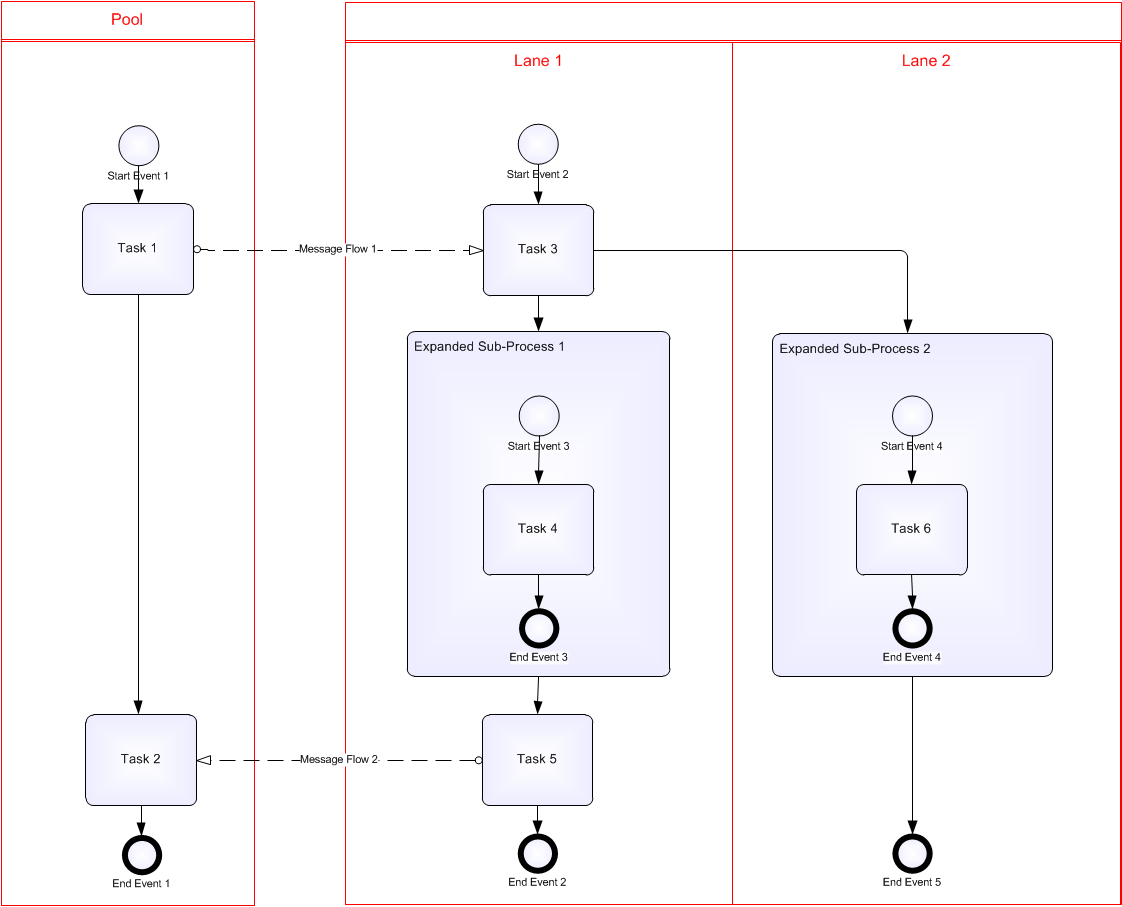 Pool
Lane 1
Lane 2
Start Event 1
Start Event 2
Task 1
Message Flow 1
Task 3
Expanded Sub-Process 1
Expanded Sub-Process 2
Start Event 3
Start Event 4
Task 4
Task 6
End Event 3
End Event 4
Task 2
Message Flow 2
Task 5
End Event 1
End Event 2
End Event 5